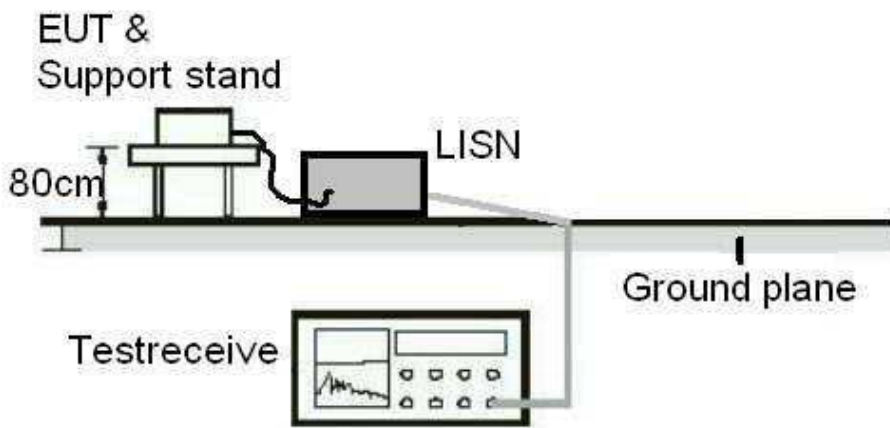 EUT &
Support stand
LISN
80cm
Ground plane
Testreceive